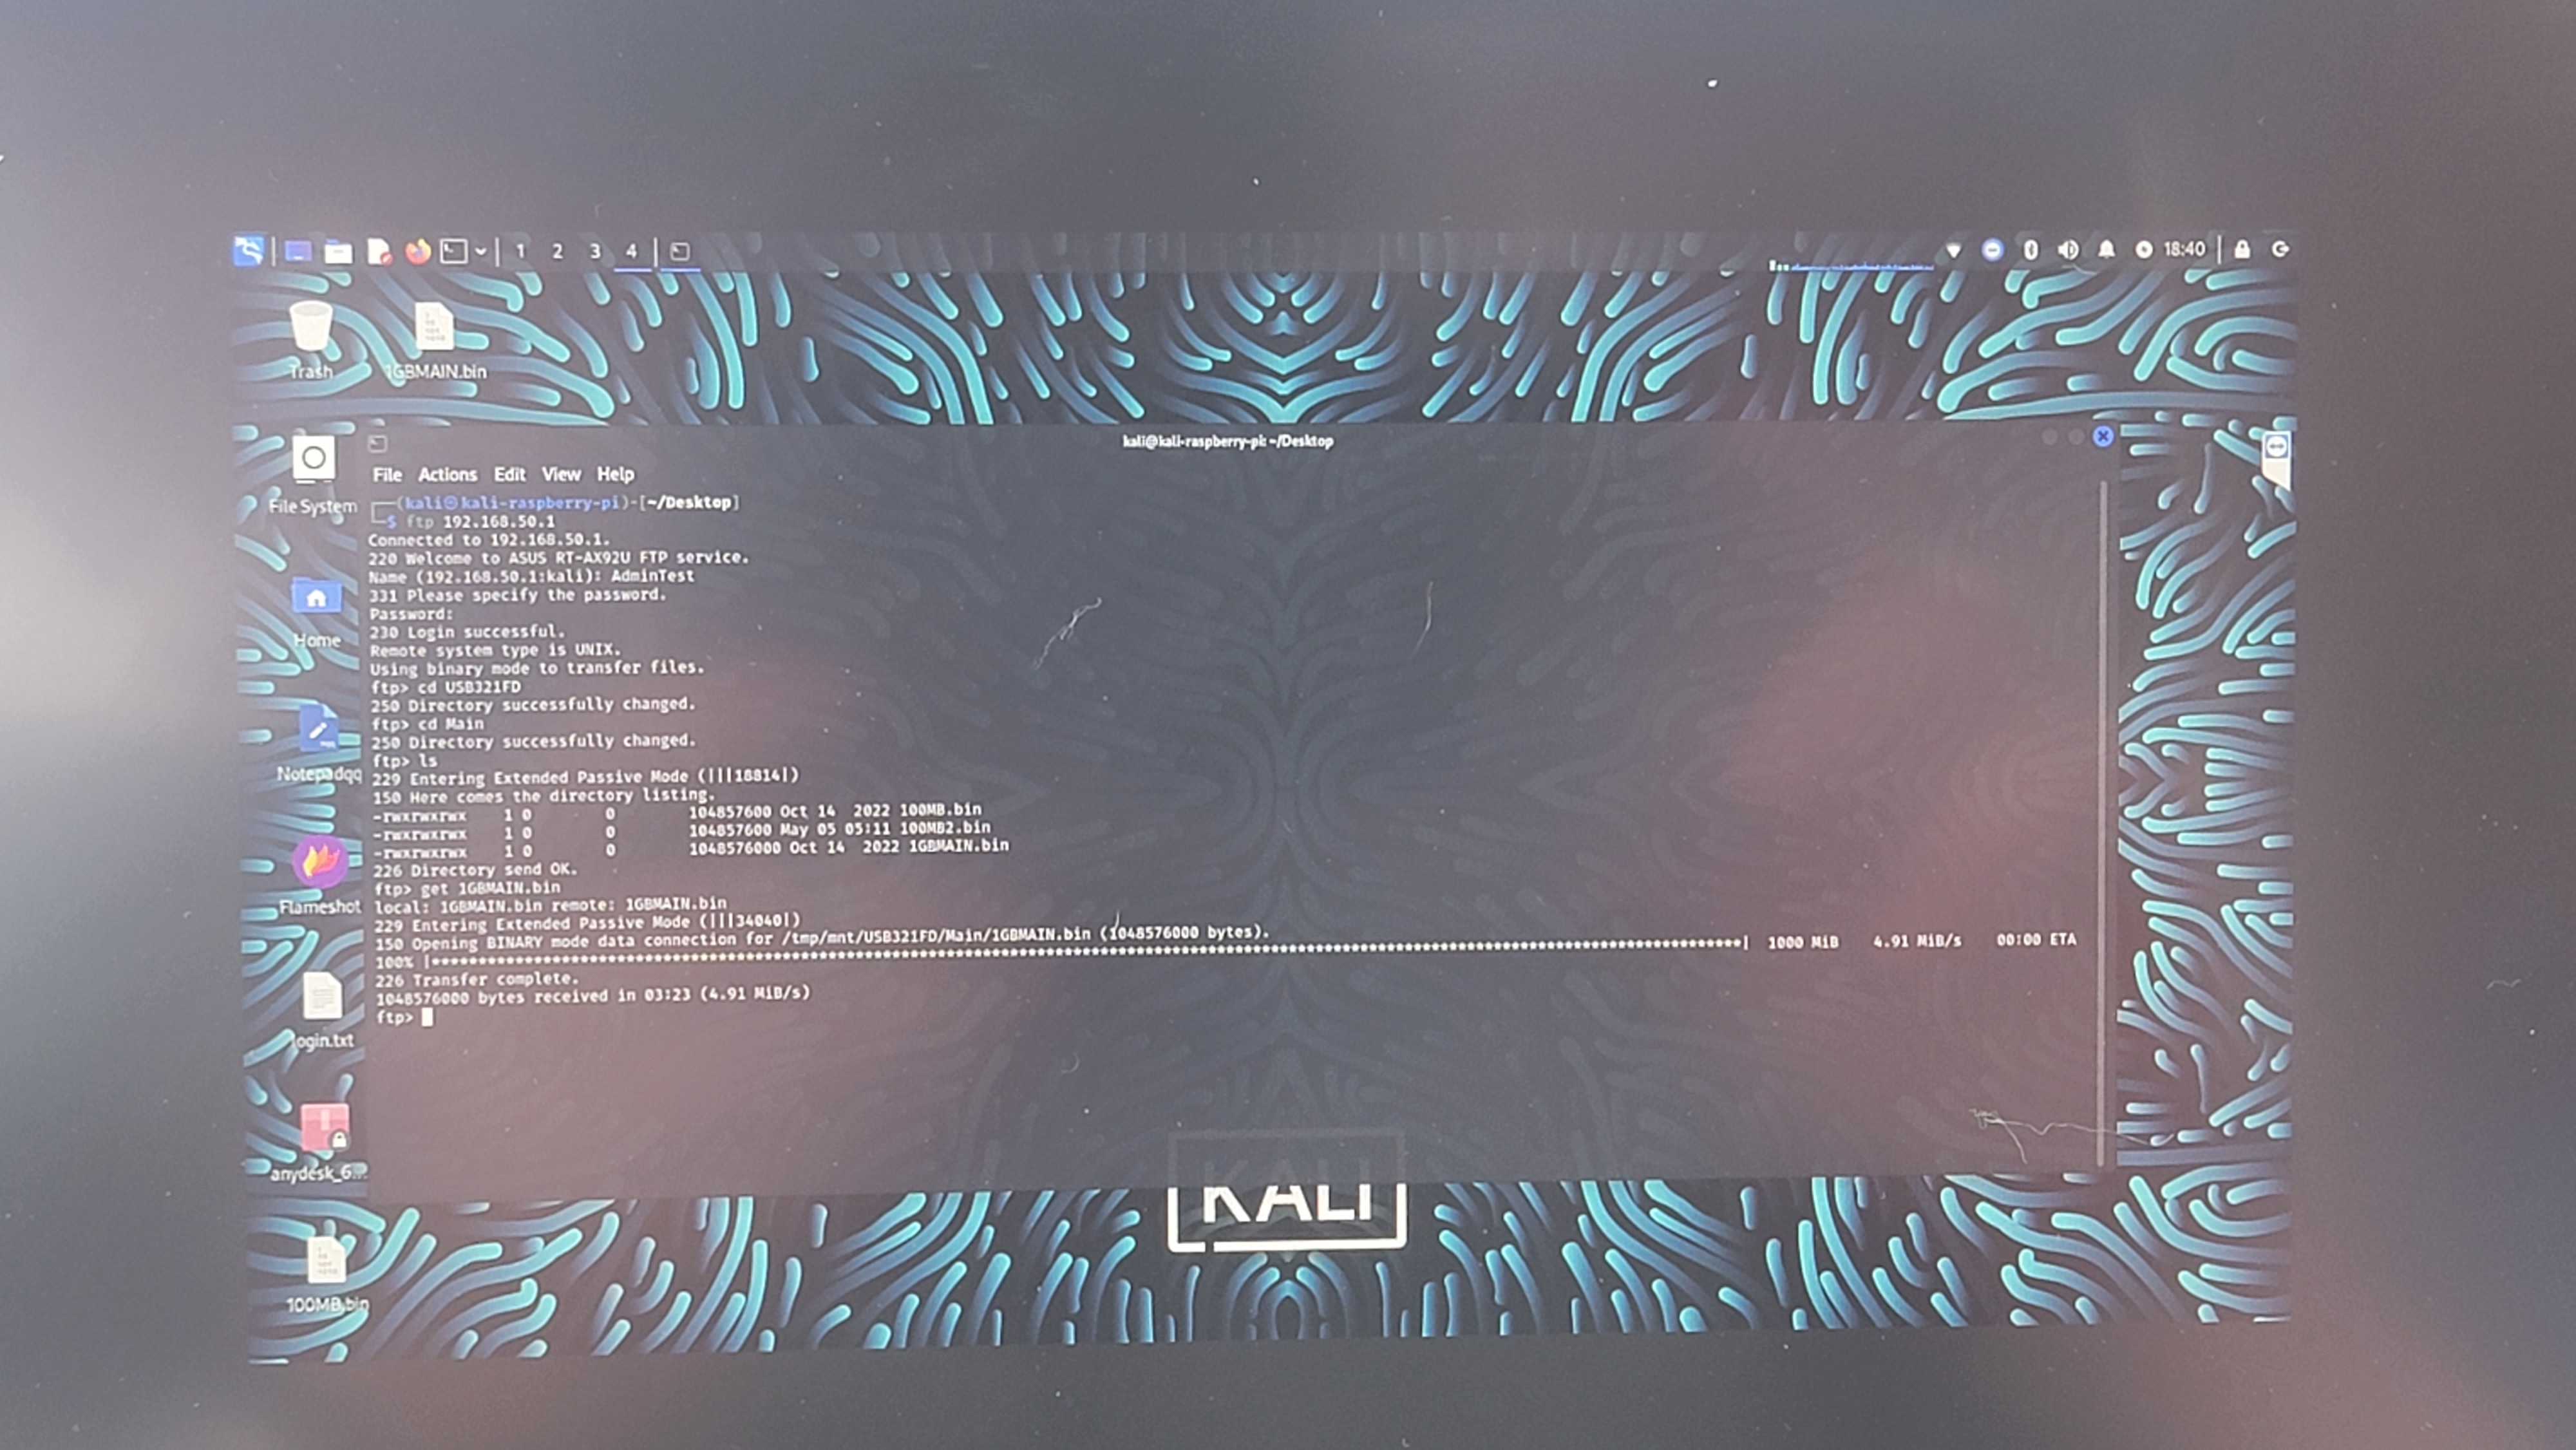 1 2 3 4 18:40
Trash
1GBMAIN.bin
kali@kali-raspberry-pi: ~/Desktop
File System
File Actions Edit View Help
(kali㉿kali-raspberry-pi)-[~/Desktop]
$ ftp 192.168.50.1
Connected to 192.168.50.1.
220 Welcome to ASUS RT-AX92U FTP service.
Name (192.168.50.1:kali): AdminTest
331 Please specify the password.
Password:
230 Login successful.
Remote system type is UNIX.
Using binary mode to transfer files.
ftp> cd USB321FD
250 Directory successfully changed.
ftp> cd Main
250 Directory successfully changed.
ftp> ls
229 Entering Extended Passive Mode (|||18814|)
150 Here comes the directory listing.
-rwxrwxrwx 1 0 0 104857600 Oct 14 2022 100MB.bin
-rwxrwxrwx 1 0 0 104857600 May 05 05:11 100MB2.bin
-rwxrwxrwx 1 0 0 1048576000 Oct 14 2022 1GBMAIN.bin
226 Directory send OK.
ftp> get 1GBMAIN.bin
local: 1GBMAIN.bin remote: 1GBMAIN.bin
229 Entering Extended Passive Mode (|||34040|)
150 Opening BINARY mode data connection for /tmp/mnt/USB321FD/Main/1GBMAIN.bin (1048576000 bytes).
100% |***********************************************************************| 1000 MiB 4.91 MiB/s 00:00 ETA
226 Transfer complete.
1048576000 bytes received in 03:23 (4.91 MiB/s)
ftp>
Home
Notepadqq
Flameshot
login.txt
anydesk_6...
100MB.bin
KALI